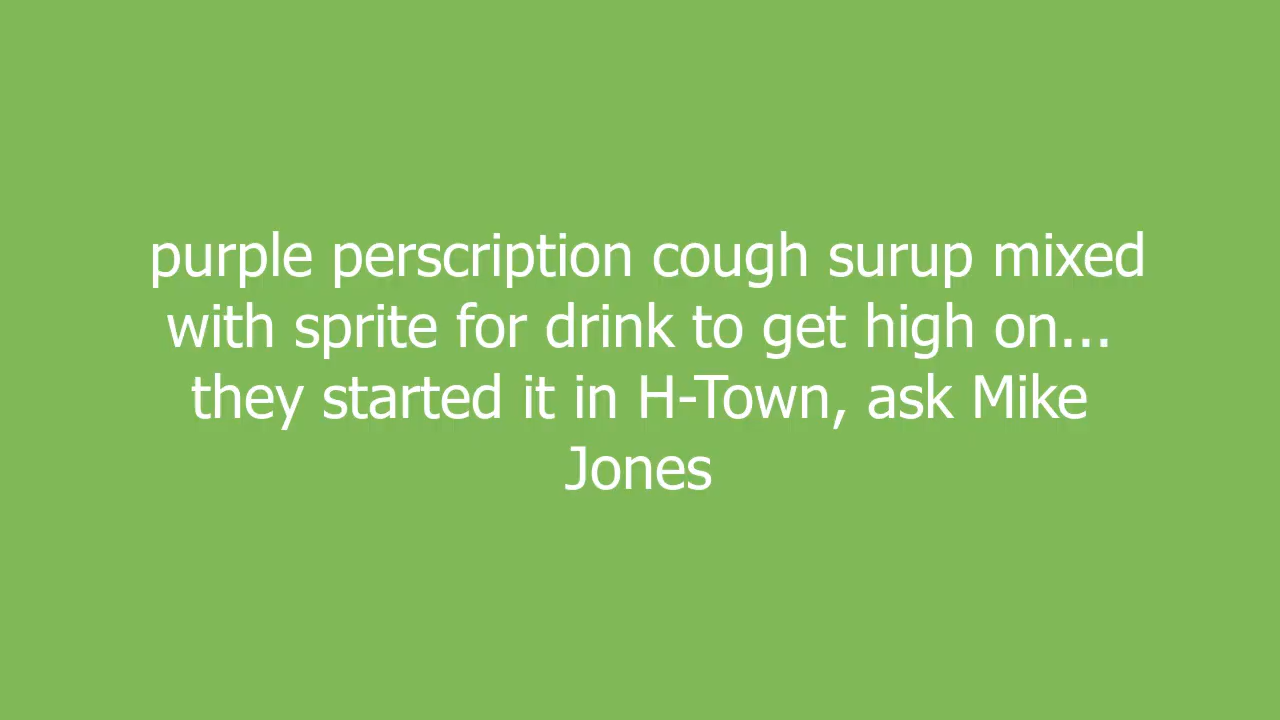 purple perscription cough surup mixed
with sprite for drink to get high on...
they started it in H-Town, ask Mike
Jones